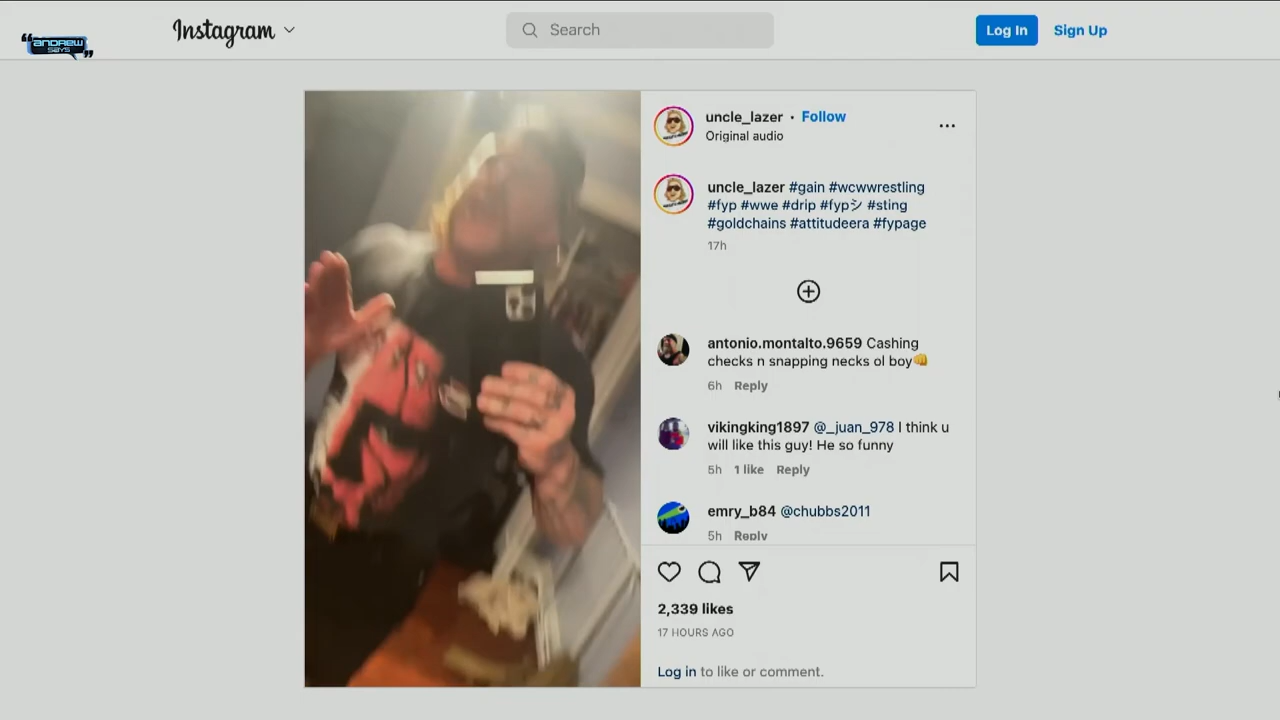 ANDREW
SAYS
Instagram
Search
Log In
Sign Up
uncle_lazer • Follow
Original audio
uncle_lazer #gain #wcwwrestling
#fyp #wwe #drip #fypシ #sting
#goldchains #attitudeera #fypage
17h
antonio.montalto.9659 Cashing
checks n snapping necks ol boy👊
6h Reply
vikingking1897 @_juan_978 I think u
will like this guy! He so funny
5h 1 like Reply
emry_b84 @chubbs2011
5h Reply
2,339 likes
17 HOURS AGO
Log in to like or comment.